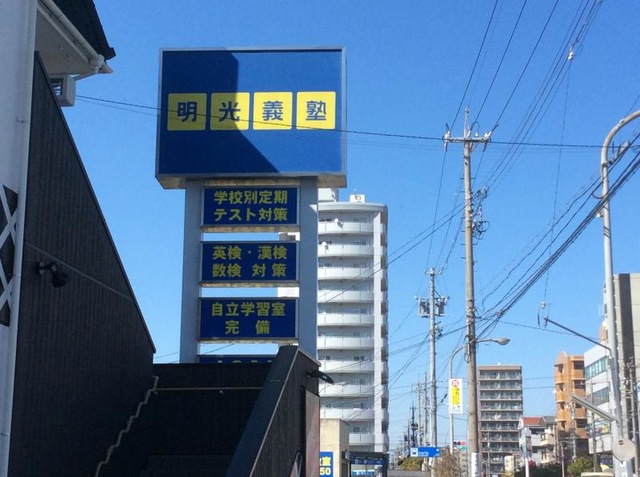 明光義塾
学校別定期
テスト対策
英検・漢検
数検 対策
自立学習室
完備